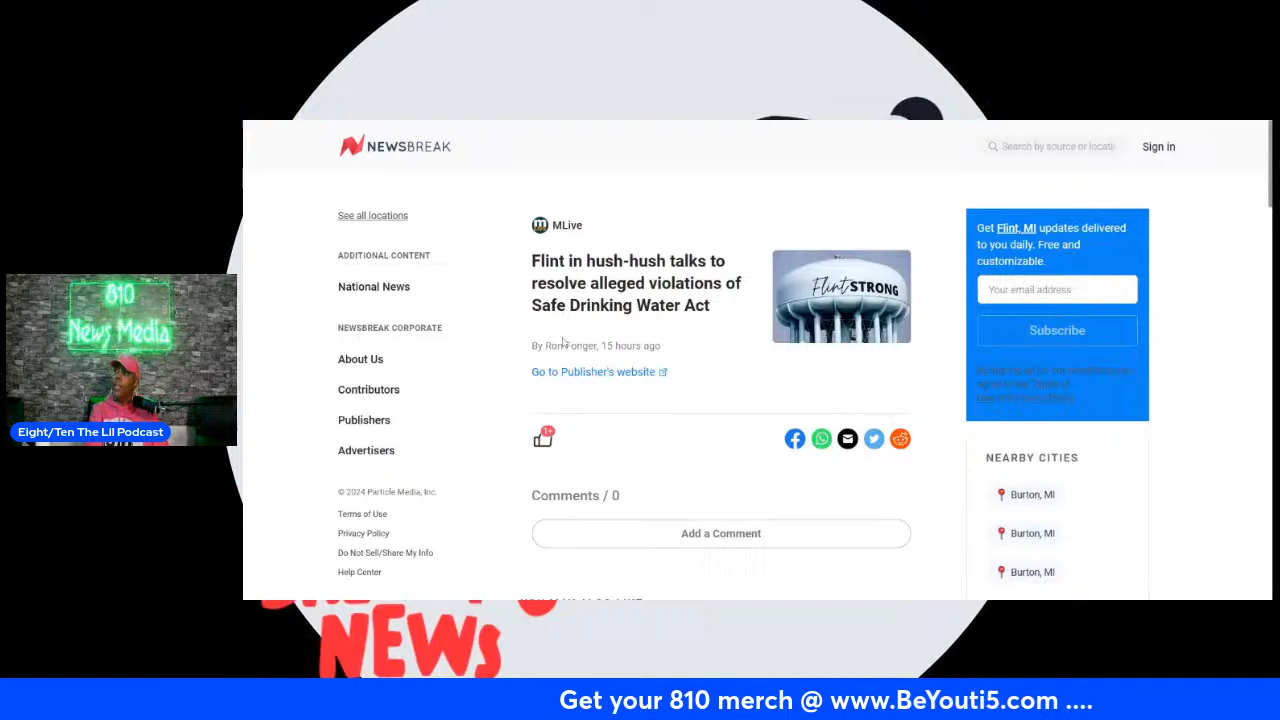 NEWSBREAK
Search by source or locati
Sign in
See all locations
ADDITIONAL CONTENT
National News
NEWSBREAK CORPORATE
About Us
Contributors
Publishers
Advertisers
© 2024 Particle Media, Inc.
Terms of Use
Privacy Policy
Do Not Sell/Share My Info
Help Center
MLive
Flint in hush-hush talks to
resolve alleged violations of
Safe Drinking Water Act
By Ron Fonger, 15 hours ago
Go to Publisher's website
Flint STRONG
1+
Comments / 0
Add a Comment
Get Flint, MI updates delivered
to you daily. Free and
customizable.
Your email address
Subscribe
NEARBY CITIES
Burton, MI
Burton, MI
Burton, MI
810
News Media
Eight/Ten The Lil Podcast
NEWS
Get your 810 merch @ www.BeYouti5.com ....